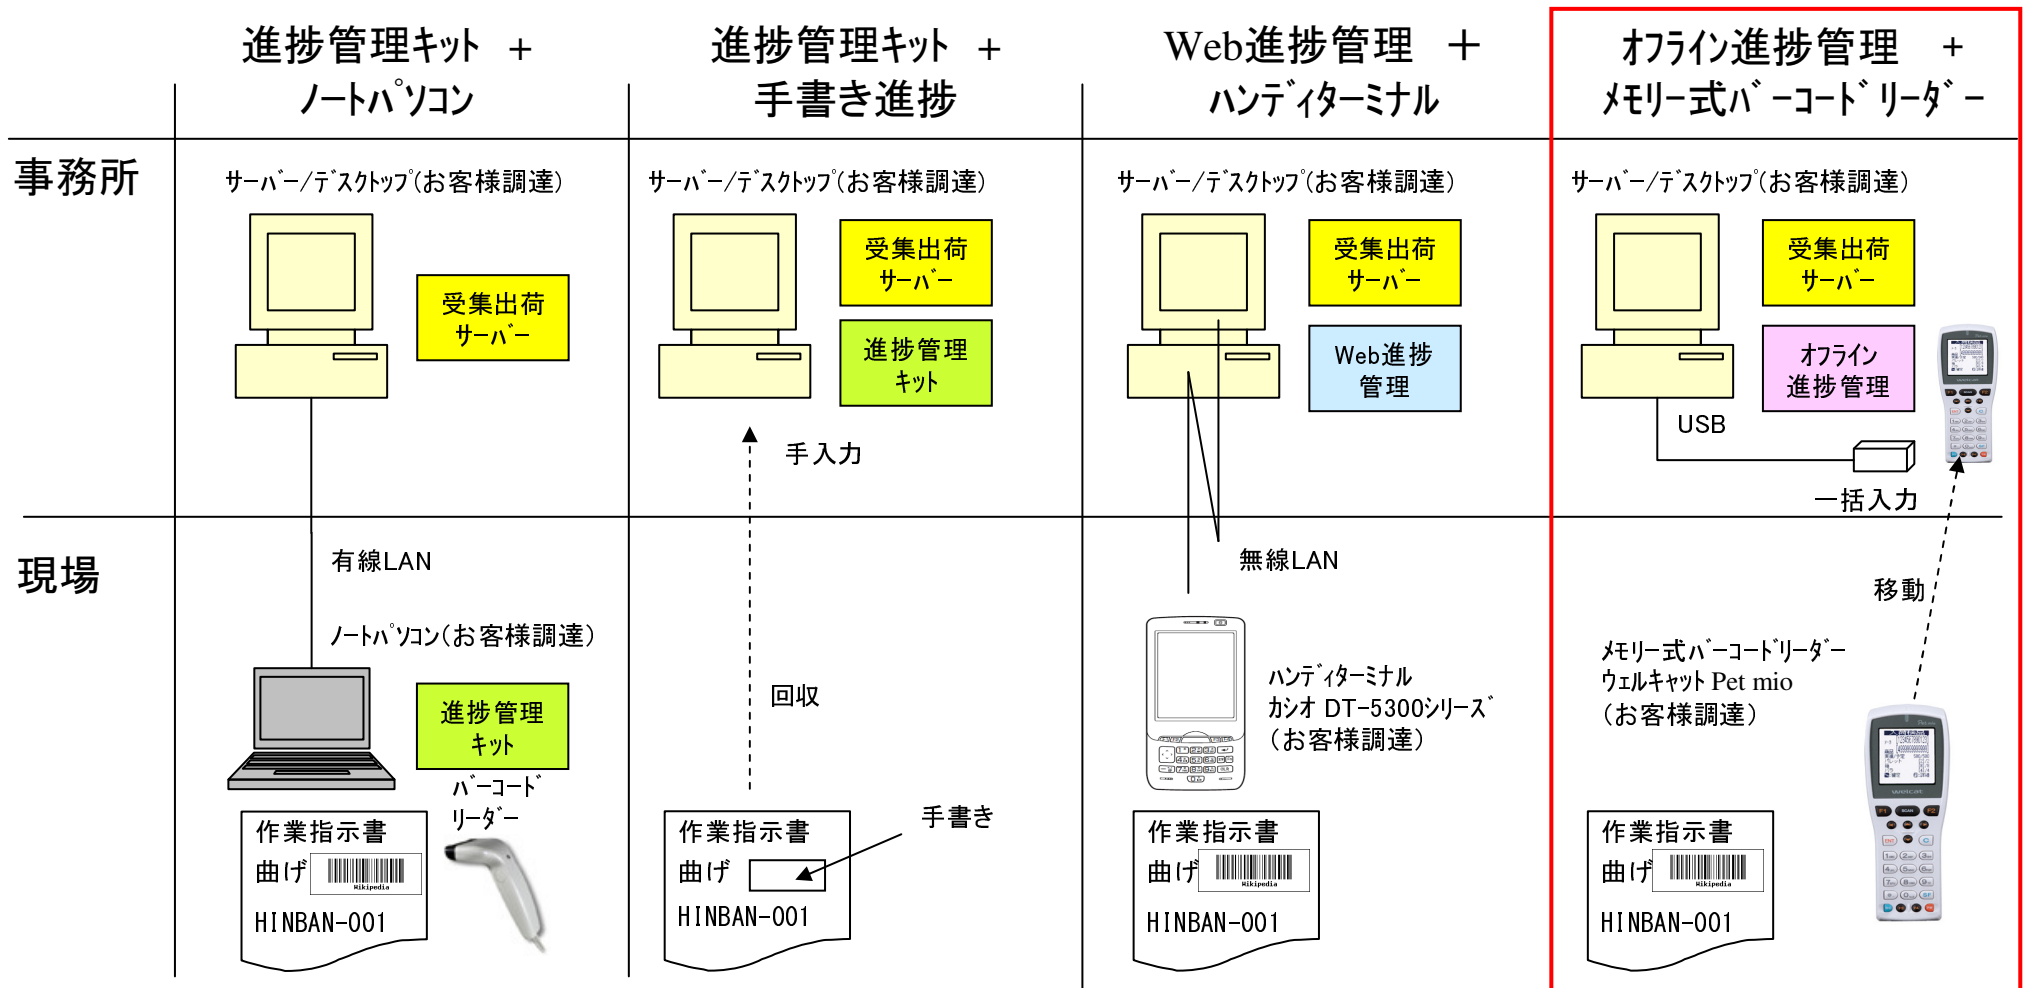 進捗管理キット +
ノートパソコン
進捗管理キット +
手書き進捗
Web進捗管理 +
ハンディターミナル
オフライン進捗管理 +
メモリー式バーコードリーダー
事務所
サーバー/デスクトップ(お客様調達)
受集出荷
サーバー
サーバー/デスクトップ(お客様調達)
受集出荷
サーバー
進捗管理
キット
手入力
サーバー/デスクトップ(お客様調達)
受集出荷
サーバー
Web進捗
管理
サーバー/デスクトップ(お客様調達)
受集出荷
サーバー
オフライン
進捗管理
USB
一括入力
現場
有線LAN
ノートパソコン(お客様調達)
進捗管理
キット
バーコード
リーダー
作業指示書
曲げ
Wikipedia
HINBAN-001
回収
手書き
作業指示書
曲げ
HINBAN-001
無線LAN
ハンディターミナル
カシオ DT-5300シリーズ
(お客様調達)
作業指示書
曲げ
Wikipedia
HINBAN-001
移動
メモリー式バーコードリーダー
ウェルキャット Pet mio
(お客様調達)
welcat
F1 SCAN F2
作業指示書
曲げ
Wikipedia
HINBAN-001